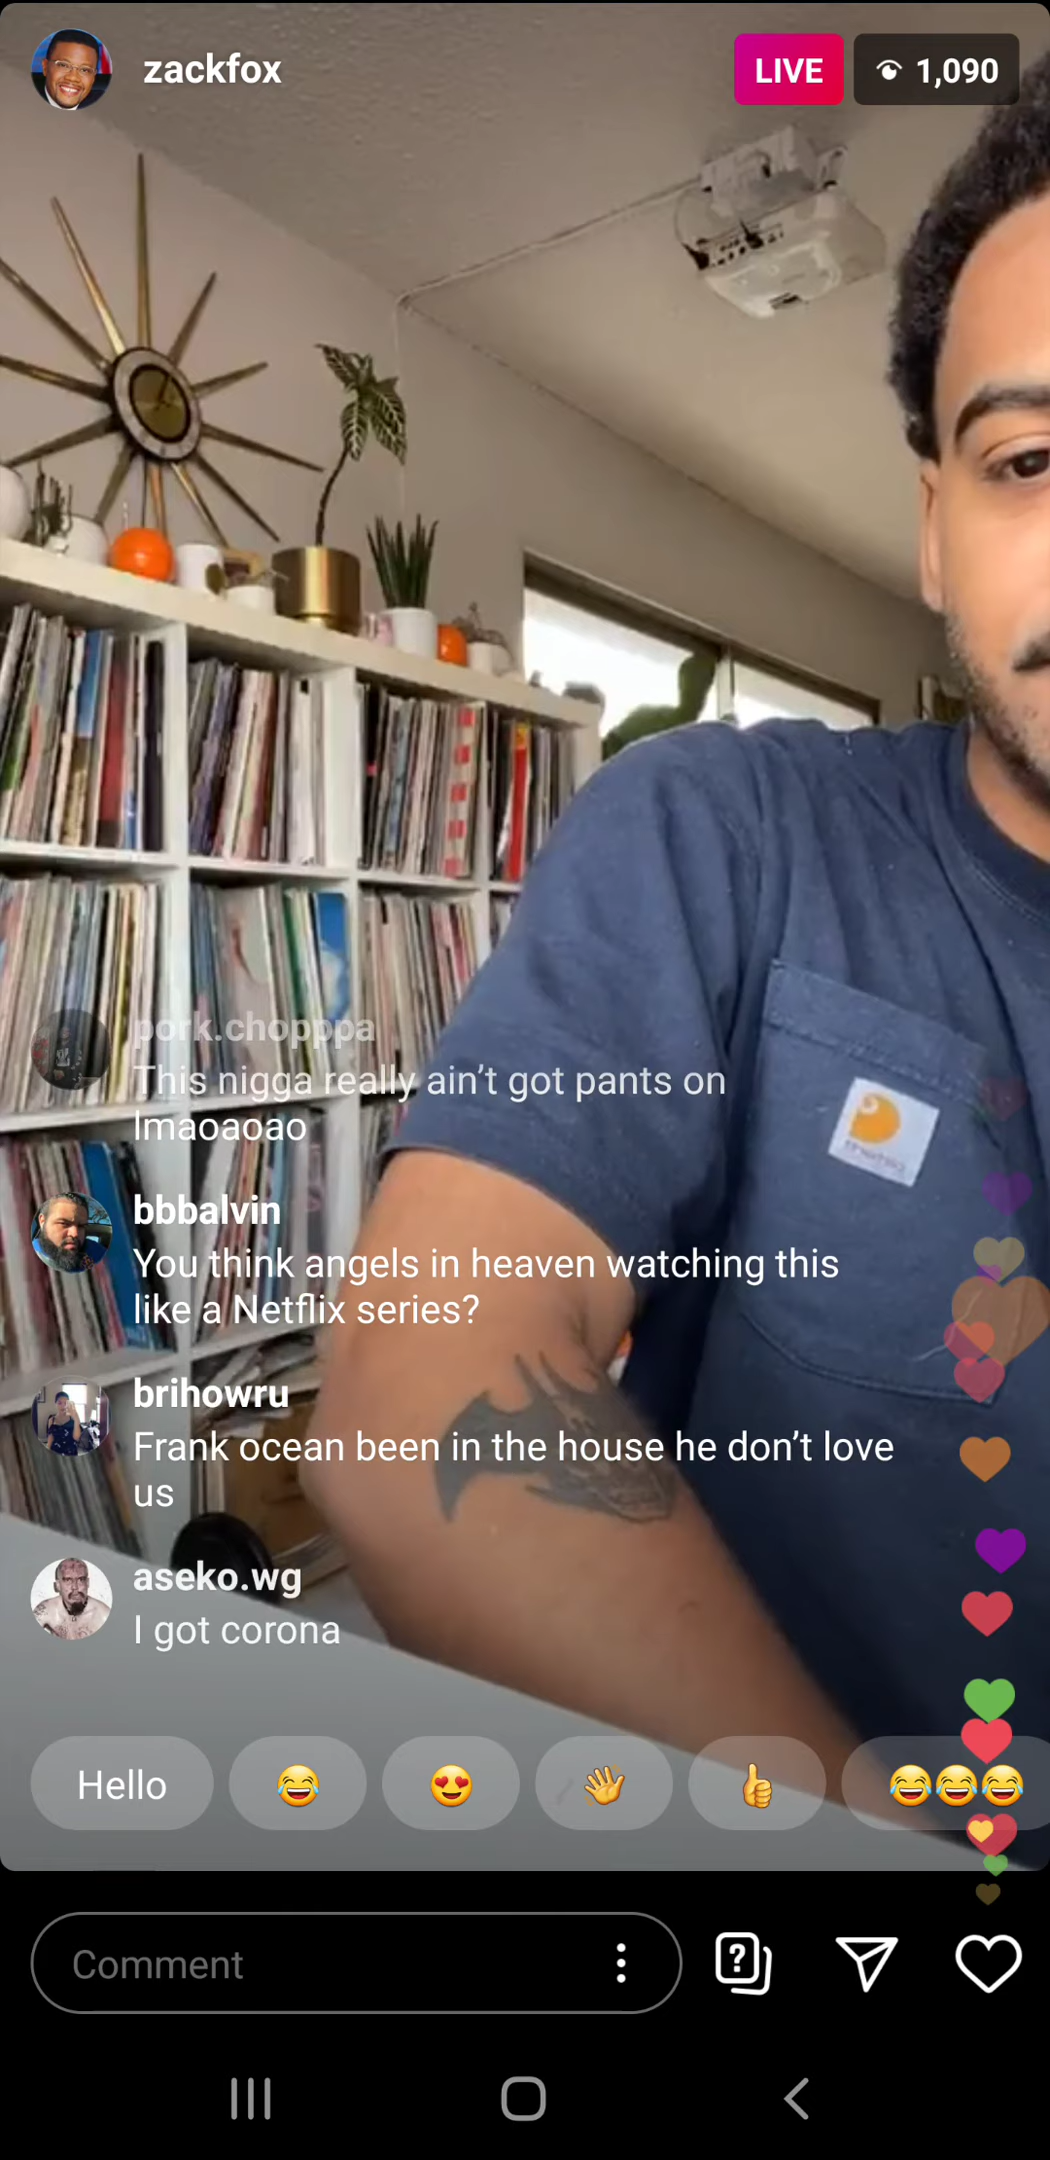 zackfox
LIVE
1,090
pork.chopppa
This nigga really ain't got pants on
lmaoaoao
bbbalvin
You think angels in heaven watching this
like a Netflix series?
brihowru
Frank ocean been in the house he don't love
us
aseko.wg
I got corona
Hello
Comment